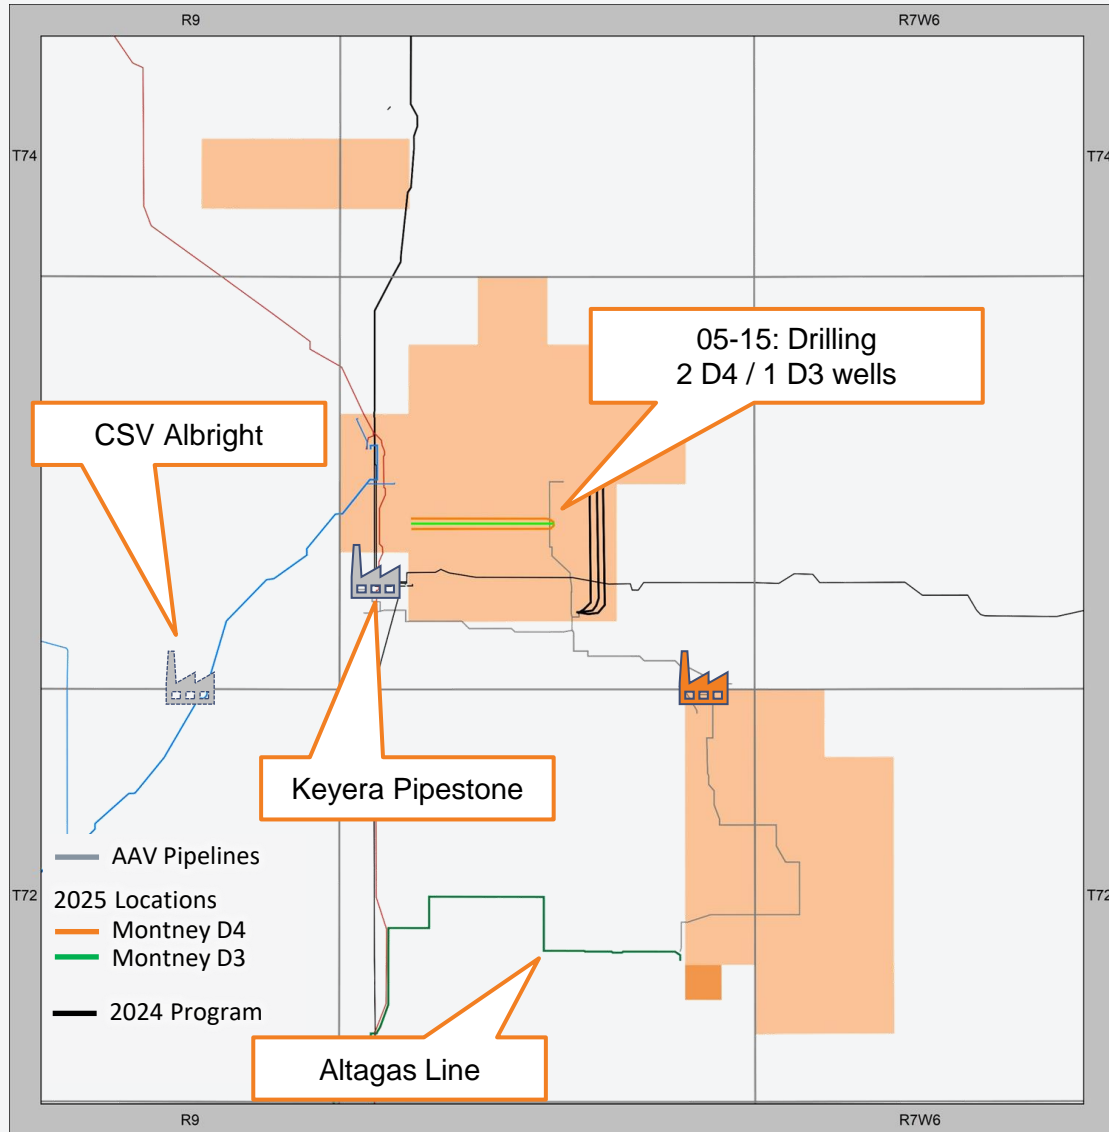 R9
R7W6
T74
T74
05-15: Drilling
2 D4 / 1 D3 wells
CSV Albright
Keyera Pipestone
AAV Pipelines
2025 Locations
Montney D4
Montney D3
2024 Program
T72
T72
Altagas Line
R9
R7W6